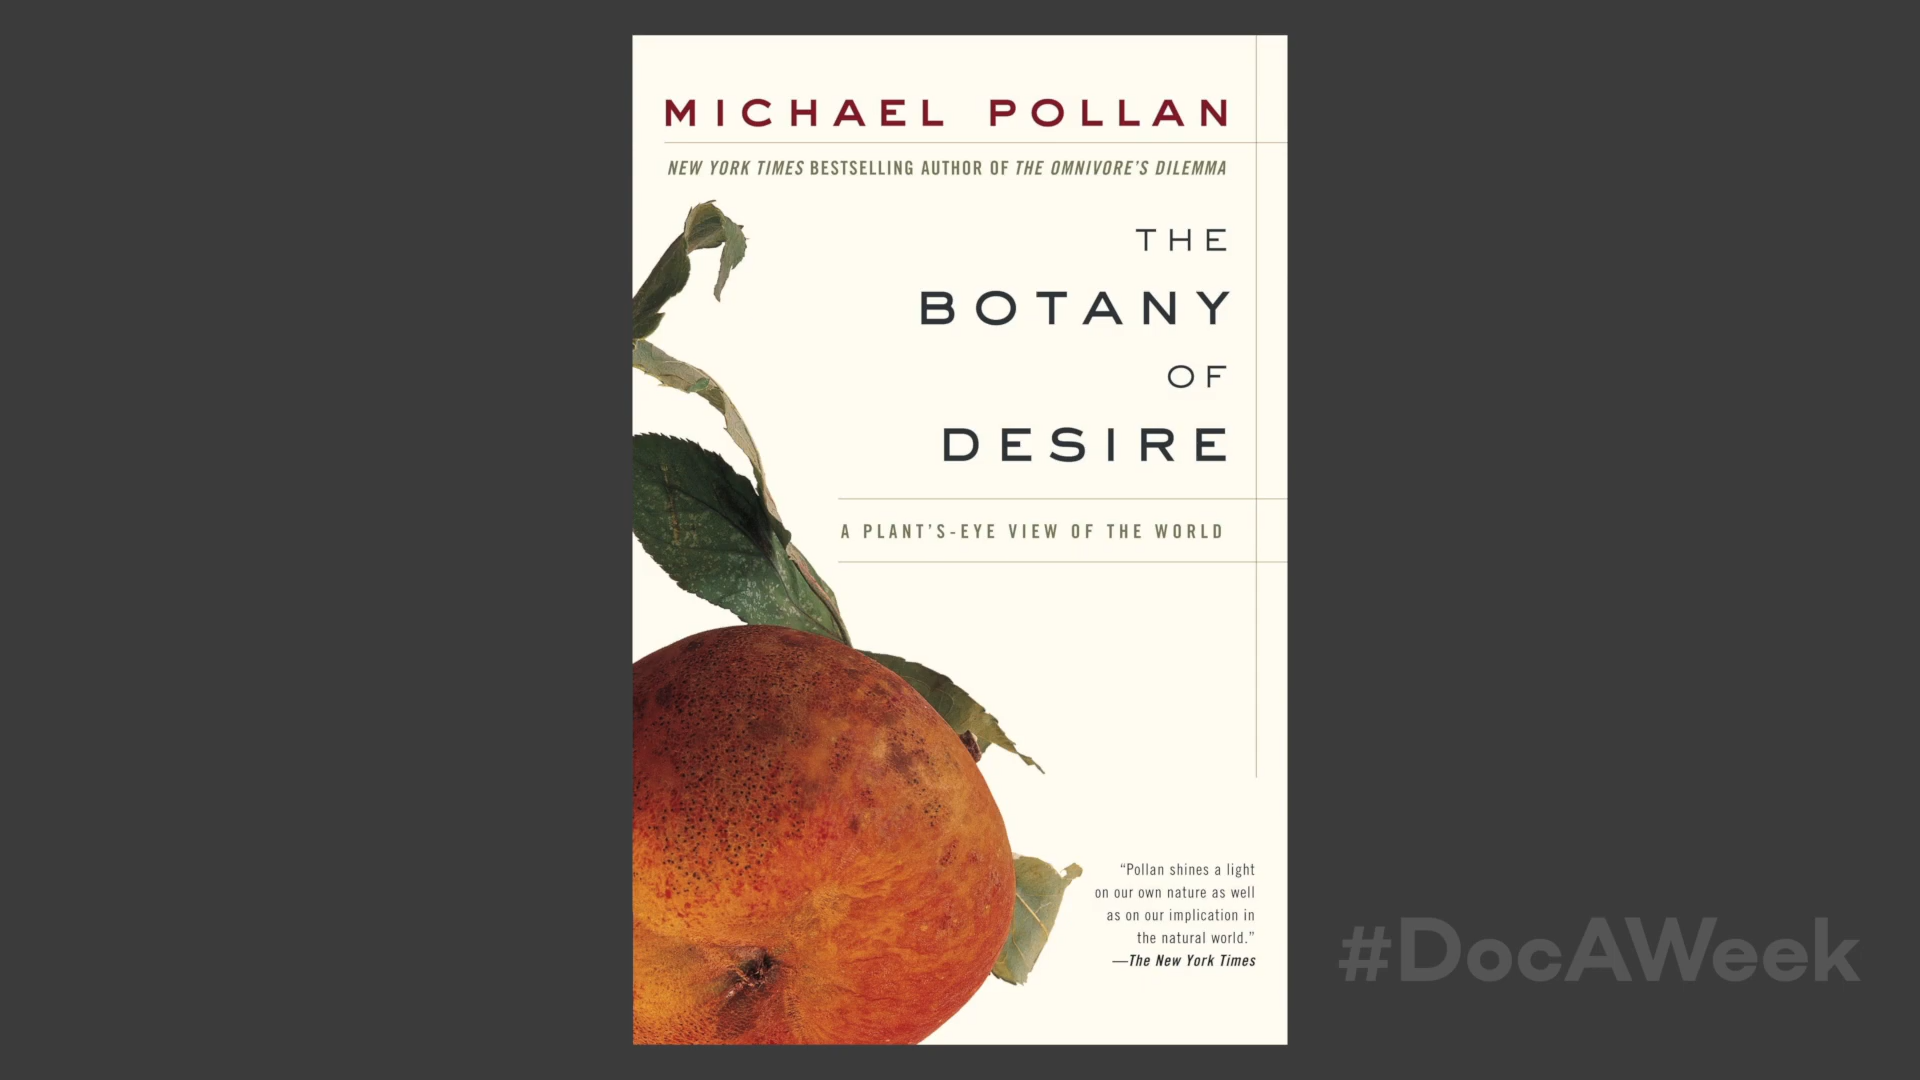 MICHAEL POLLAN
NEW YORK TIMES BESTSELLING AUTHOR OF THE OMNIVORE'S DILEMMA
THE
BOTANY
OF
DESIRE
A PLANT'S-EYE VIEW OF THE WORLD
“Pollan shines a light
on our own nature as well
as on our implication in
the natural world.”
—The New York Times
#DocAWeek